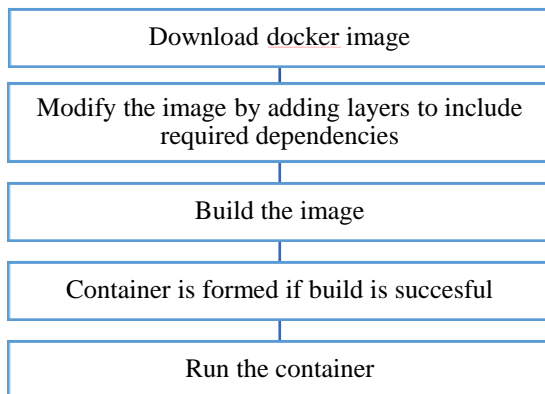 Download docker image
Modify the image by adding layers to include
required dependencies
Build the image
Container is formed if build is succesful
Run the container